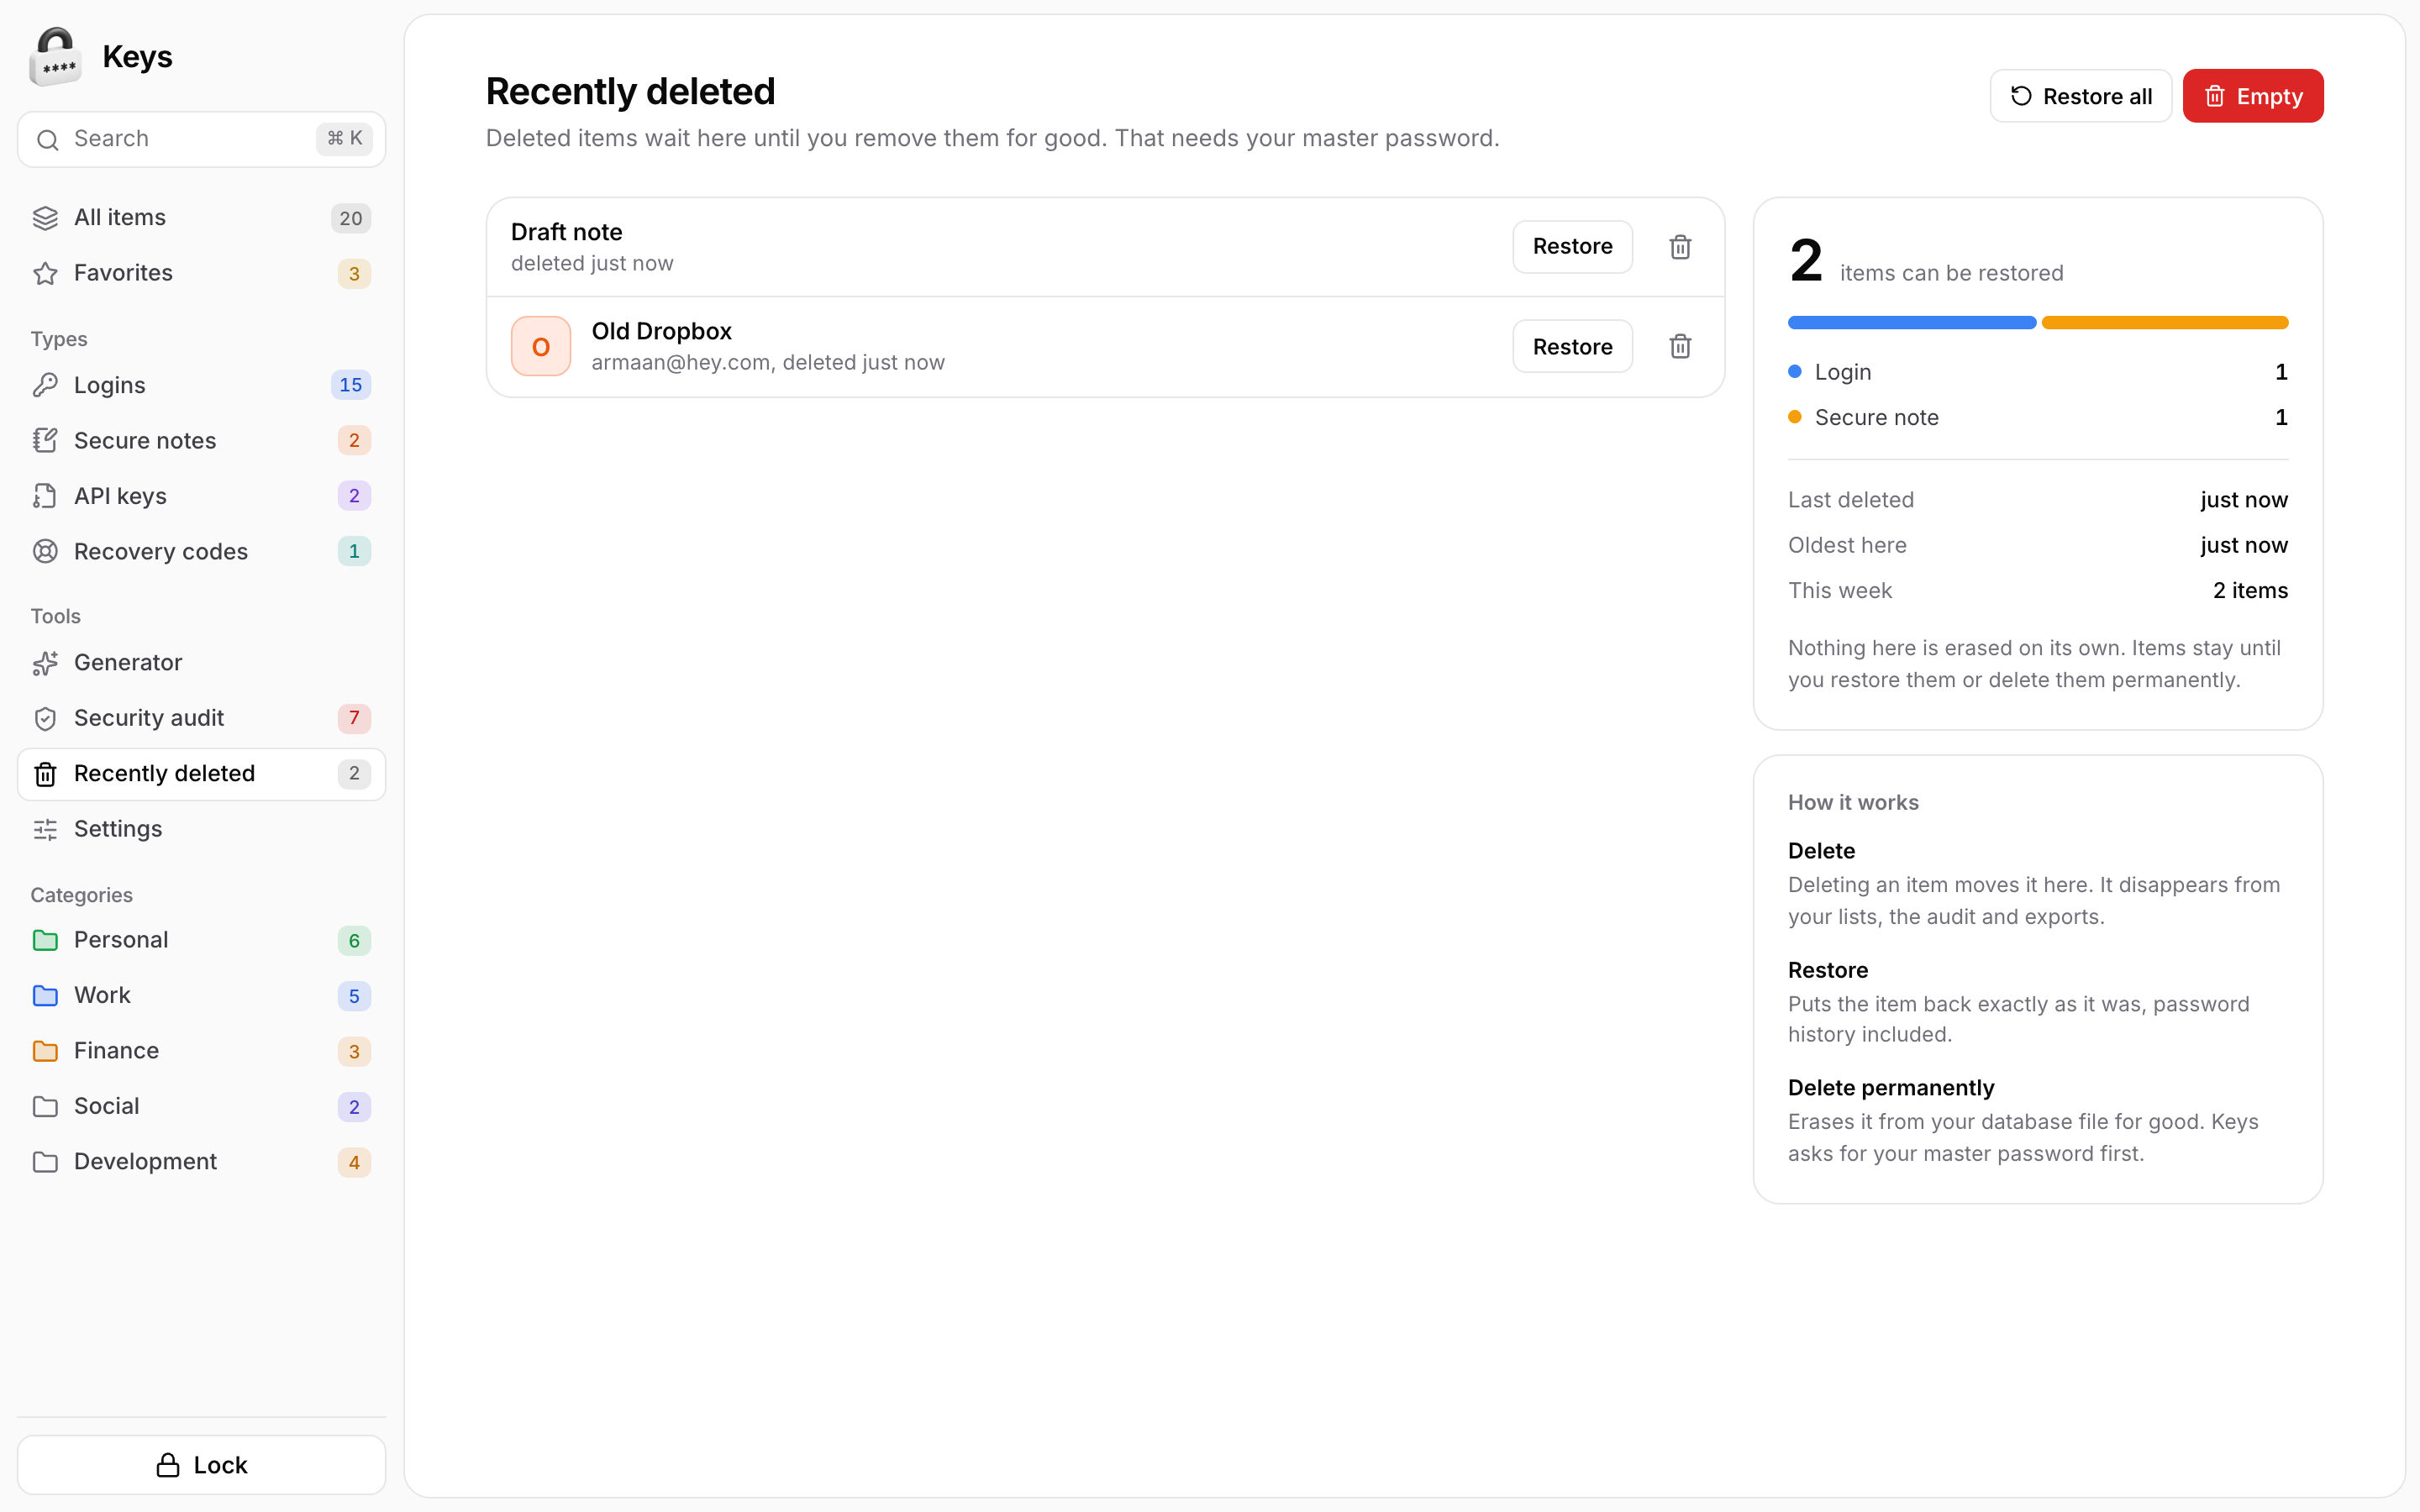 ****
Keys
Search
⌘ K
All items 20
Favorites 3
Types
Logins 15
Secure notes 2
API keys 2
Recovery codes 1
Tools
Generator
Security audit 7
Recently deleted 2
Settings
Categories
Personal 6
Work 5
Finance 3
Social 2
Development 4
Lock
Recently deleted
Deleted items wait here until you remove them for good. That needs your master password.
Restore all
Empty
Draft note
deleted just now
Restore
O
Old Dropbox
armaan@hey.com, deleted just now
Restore
2 items can be restored
Login 1
Secure note 1
Last deleted just now
Oldest here just now
This week 2 items
Nothing here is erased on its own. Items stay until
you restore them or delete them permanently.
How it works
Delete
Deleting an item moves it here. It disappears from
your lists, the audit and exports.
Restore
Puts the item back exactly as it was, password
history included.
Delete permanently
Erases it from your database file for good. Keys
asks for your master password first.